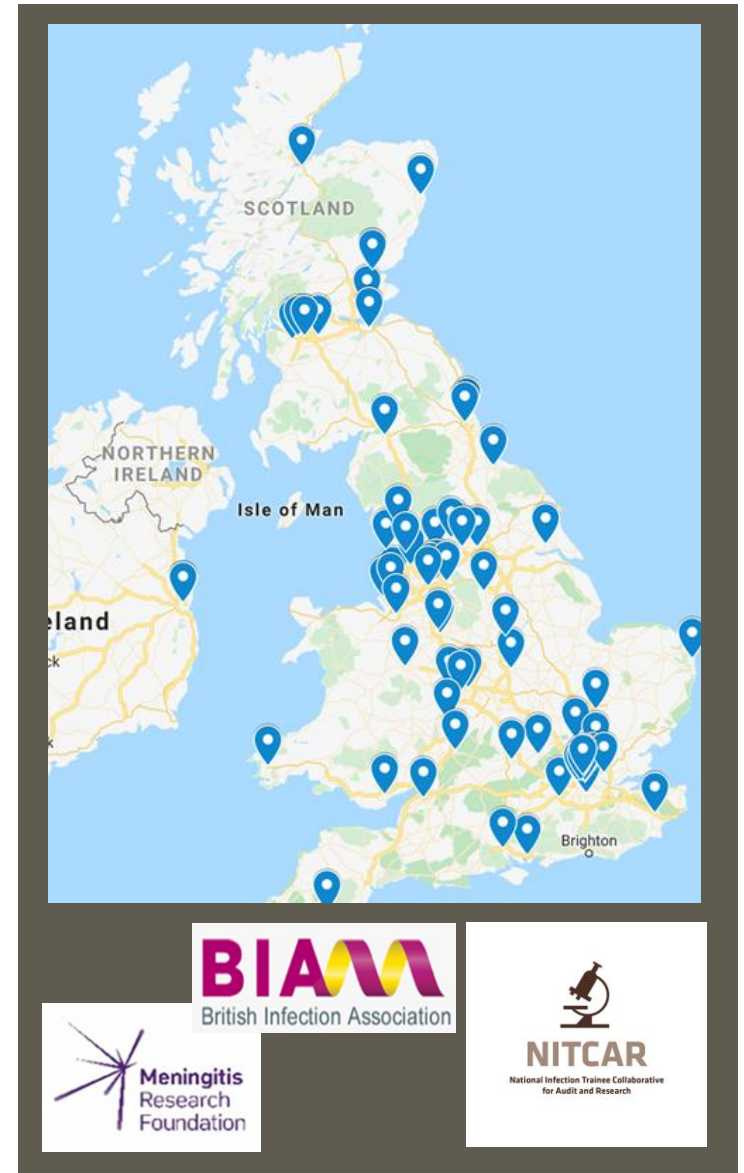 SCOTLAND
NORTHERN
IRELAND
Isle of Man
eland
ck
k
Brighton
BIA
British Infection Association
Meningitis
Research
Foundation
NITCAR
National Infection Trainee Collaborative
for Audit and Research